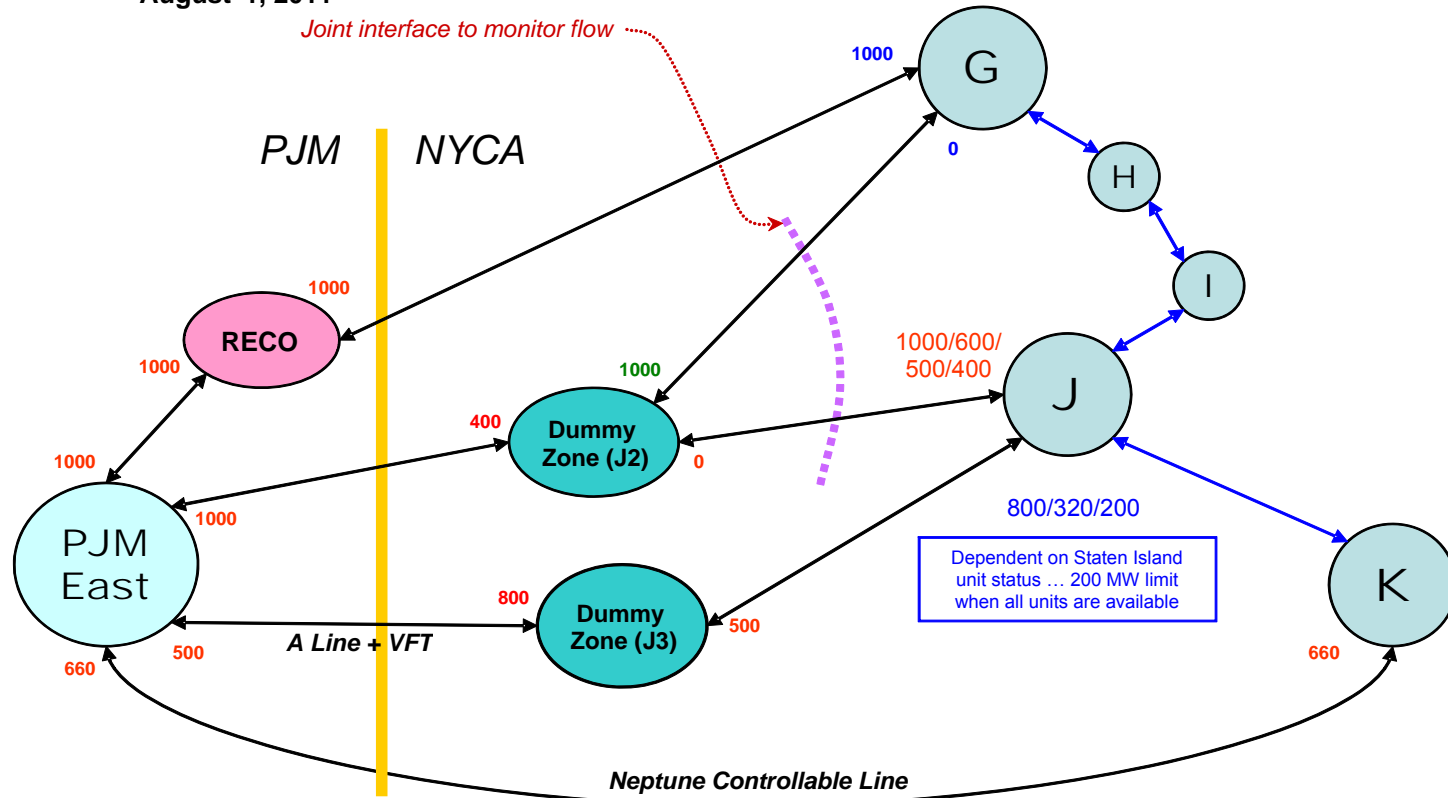 Joint interface to monitor flow
1000
G
PJM
NYCA
0
H
1000
I
RECO
1000
1000/600/
500/400
1000
J
400
Dummy
Zone (J2)
1000
0
1000
PJM
East
800/320/200
Dependent on Staten Island
unit status … 200 MW limit
when all units are available
K
800
Dummy
Zone (J3)
500
A Line + VFT
500
660
660
Neptune Controllable Line